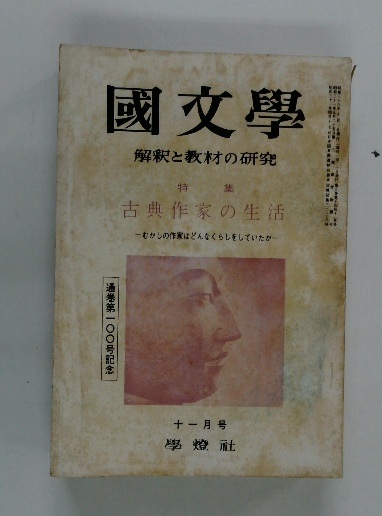 國文學
解釈と教材の研究
特集
古典作家の生活
―むかしの作家はどんなくらしをしていたか―
通巻第一〇〇号記念
十一月号
學燈社